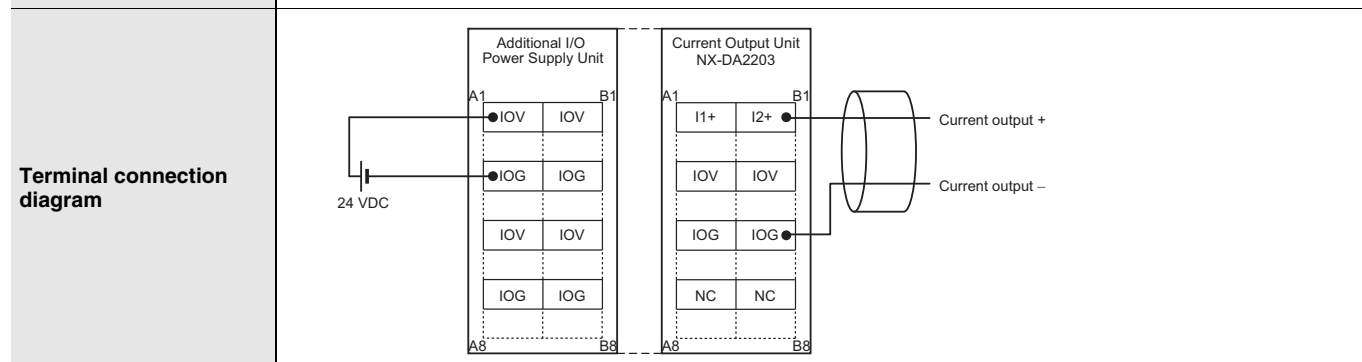 Terminal connection
diagram
24 VDC
Additional I/O
Power Supply Unit
A1 B1
IOV IOV
IOG IOG
IOV IOV
IOG IOG
A8 B8
Current Output Unit
NX-DA2203
A1 B1
I1+ I2+
IOV IOV
IOG IOG
NC NC
A8 B8
Current output +
Current output −